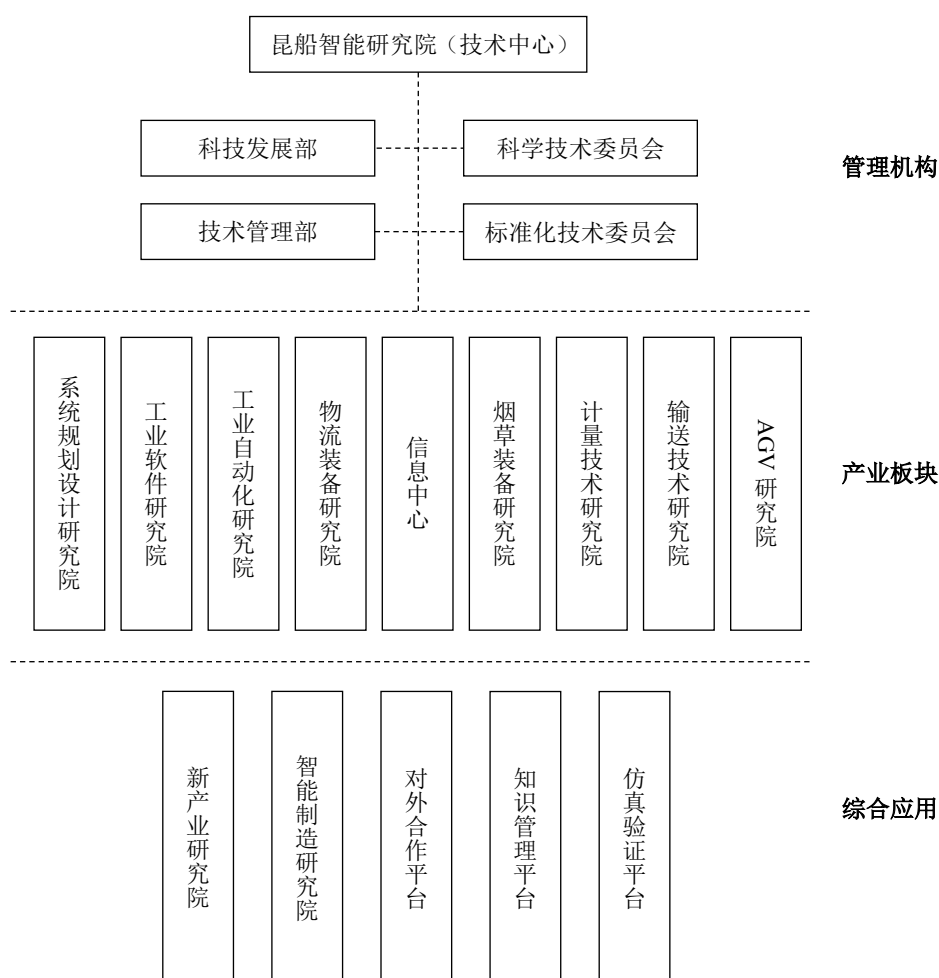 昆船智能研究院（技术中心）
科技发展部
科学技术委员会
管理机构
技术管理部
标准化技术委员会
系统规划设计研究院
工业软件研究院
工业自动化研究院
物流装备研究院
信息中心
烟草装备研究院
计量技术研究院
输送技术研究院
AGV 研究院
产业板块
新产业研究院
智能制造研究院
对外合作平台
知识管理平台
仿真验证平台
综合应用